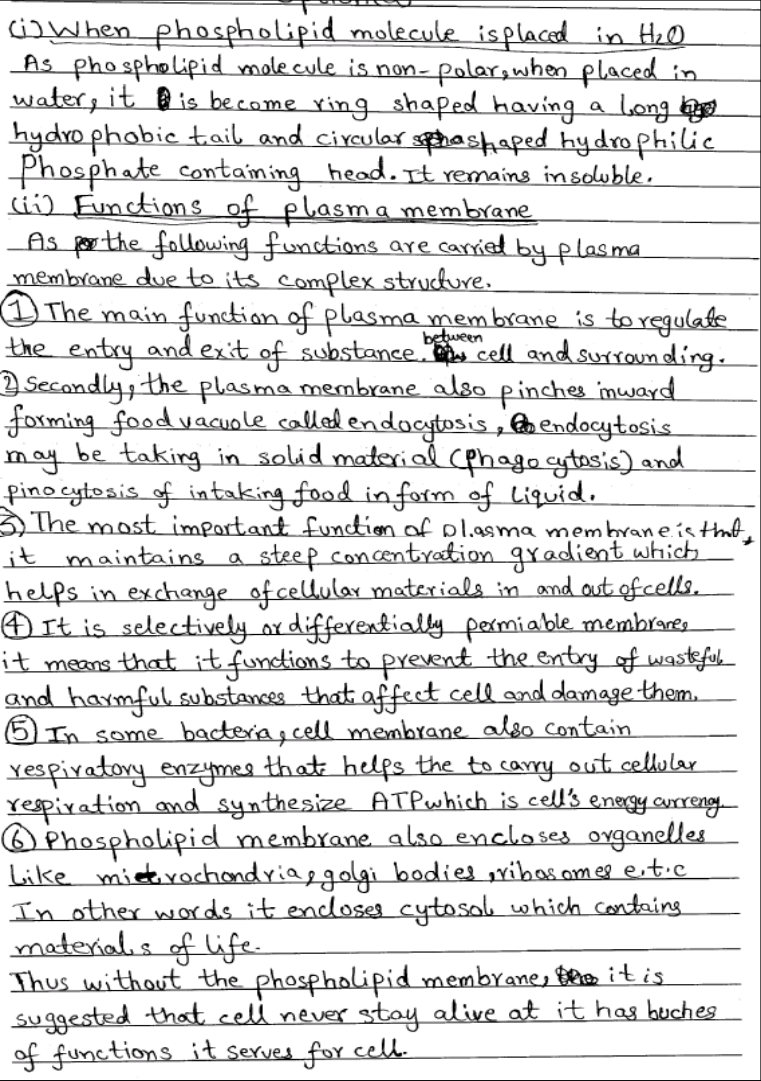 (i) When phospholipid molecule is placed in H2O
As phospholipid molecule is non-polar, when placed in
water, it is become ring shaped having a long
hydrophobic tail and circular shaped hydrophilic
Phosphate containing head. It remains insoluble.
(ii) Functions of plasma membrane
As the following functions are carried by plasma
membrane due to its complex structure.
① The main function of plasma membrane is to regulate
the entry and exit of substance. between cell and surrounding.
② Secondly, the plasma membrane also pinches inward
forming food vacuole called endocytosis, endocytosis
may be taking in solid material (phagocytosis) and
pinocytosis of intaking food in form of liquid.
③ The most important function of plasma membrane is that,
it maintains a steep concentration gradient which
helps in exchange of cellular materials in and out of cells.
④ It is selectively or differentially permiable membrane,
it means that it functions to prevent the entry of wasteful
and harmful substances that affect cell and damage them.
⑤ In some bacteria, cell membrane also contain
respiratory enzymes that helps the to carry out cellular
respiration and synthesize ATP which is cell's energy currency.
⑥ Phospholipid membrane also encloses organelles
Like mitrochondria, golgi bodies, ribosomes e.t.c
In other words it encloses cytosol which contains
materials of life.
Thus without the phospholipid membrane, it is
suggested that cell never stay alive at it has buches
of functions it serves for cell.